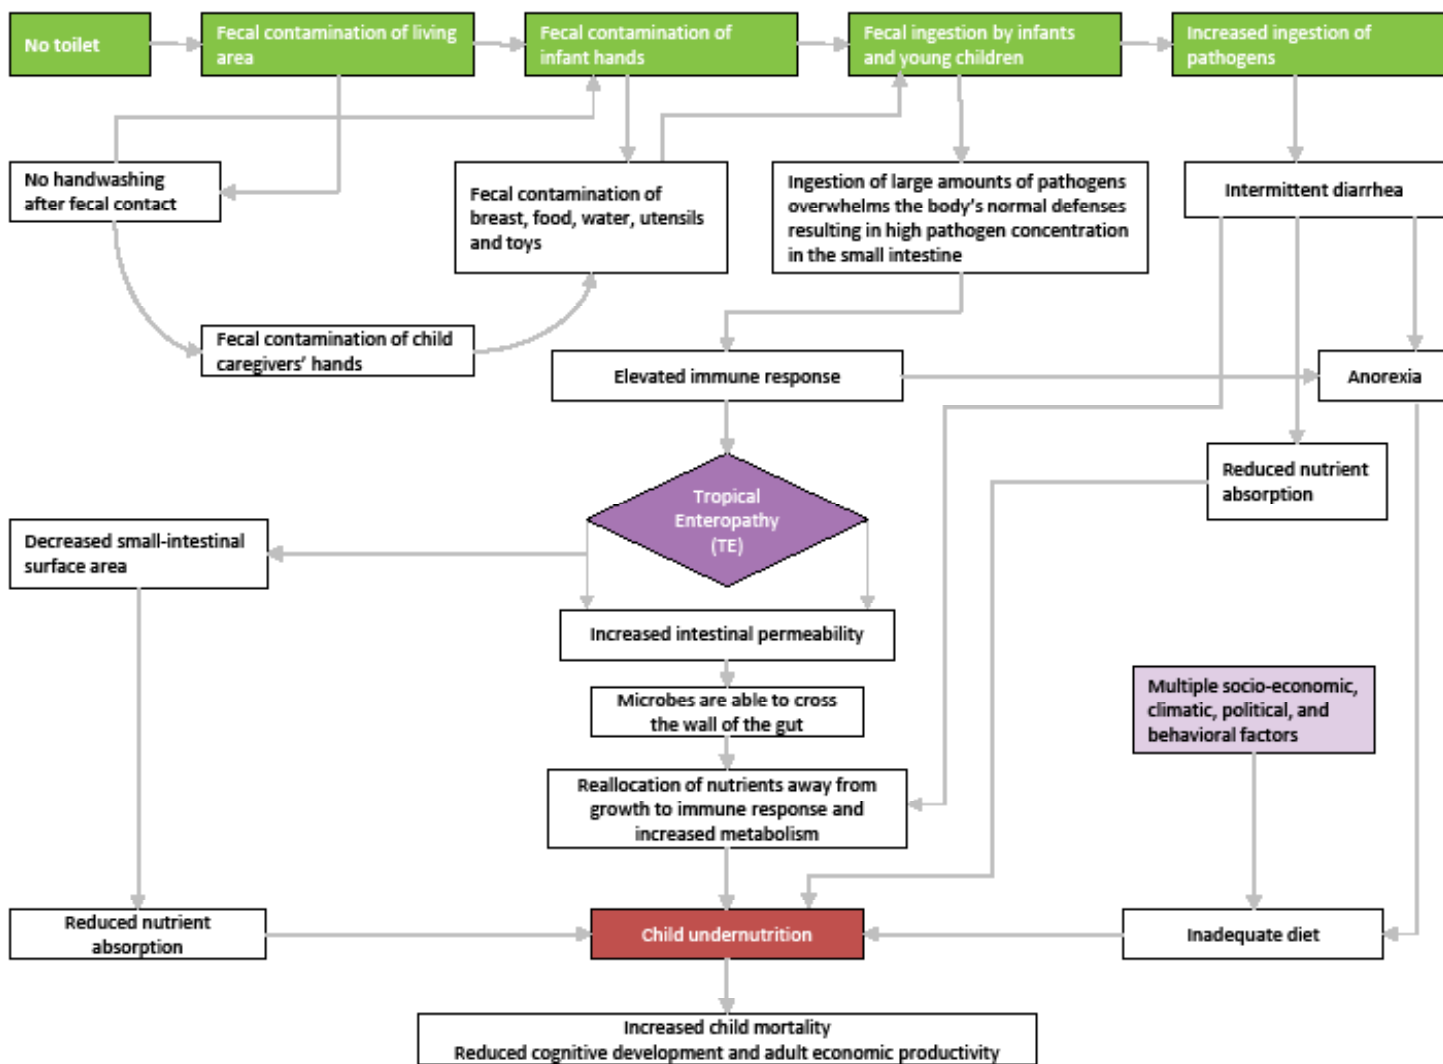 No toilet
Fecal contamination of living
area
Fecal contamination of
infant hands
Fecal ingestion by infants
and young children
Increased ingestion of
pathogens
No handwashing
after fecal contact
Fecal contamination of
breast, food, water, utensils
and toys
Ingestion of large amounts of pathogens
overwhelms the body's normal defenses
resulting in high pathogen concentration
in the small intestine
Intermittent diarrhea
Fecal contamination of child
caregivers' hands
Elevated immune response
Anorexia
Reduced nutrient
absorption
Tropical
Enteropathy
(TE)
Decreased small-intestinal
surface area
Increased intestinal permeability
Microbes are able to cross
the wall of the gut
Multiple socio-economic,
climatic, political, and
behavioral factors
Reallocation of nutrients away from
growth to immune response and
increased metabolism
Reduced nutrient
absorption
Child undernutrition
Inadequate diet
Increased child mortality
Reduced cognitive development and adult economic productivity